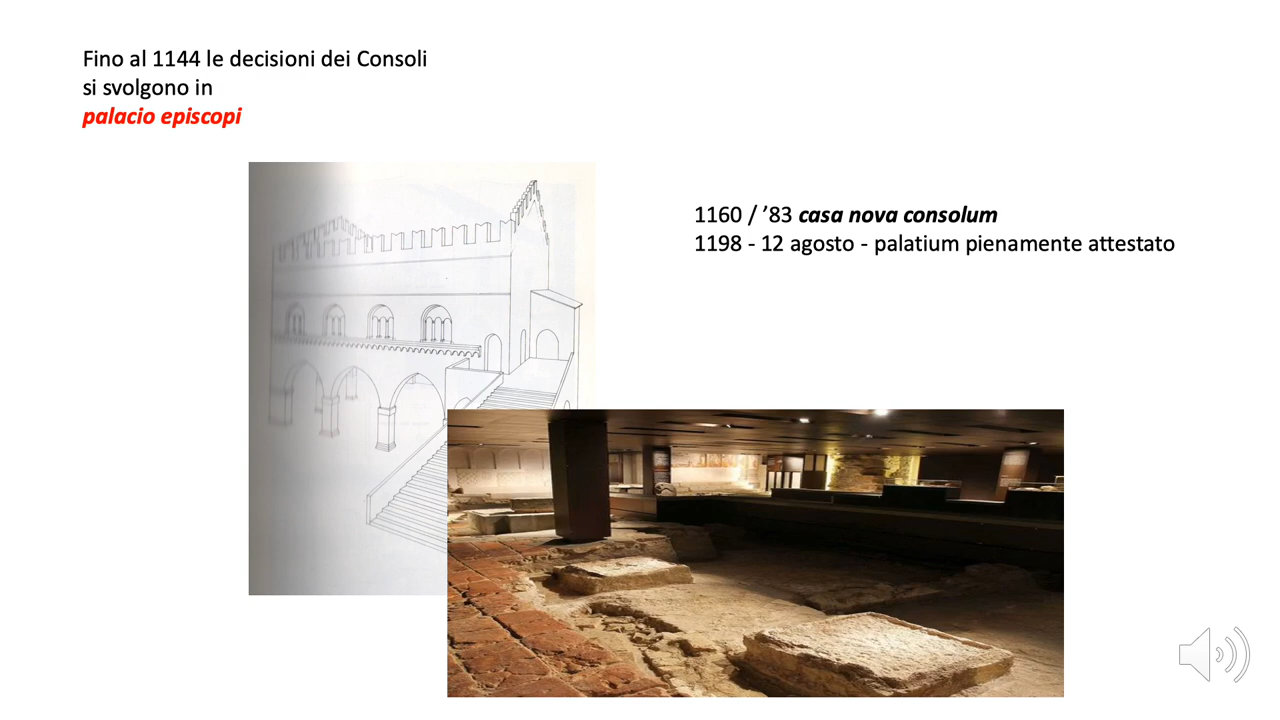 Fino al 1144 le decisioni dei Consoli
si svolgono in
palacio episcopi
1160 / ’83 casa nova consolum
1198 - 12 agosto - palatium pienamente attestato